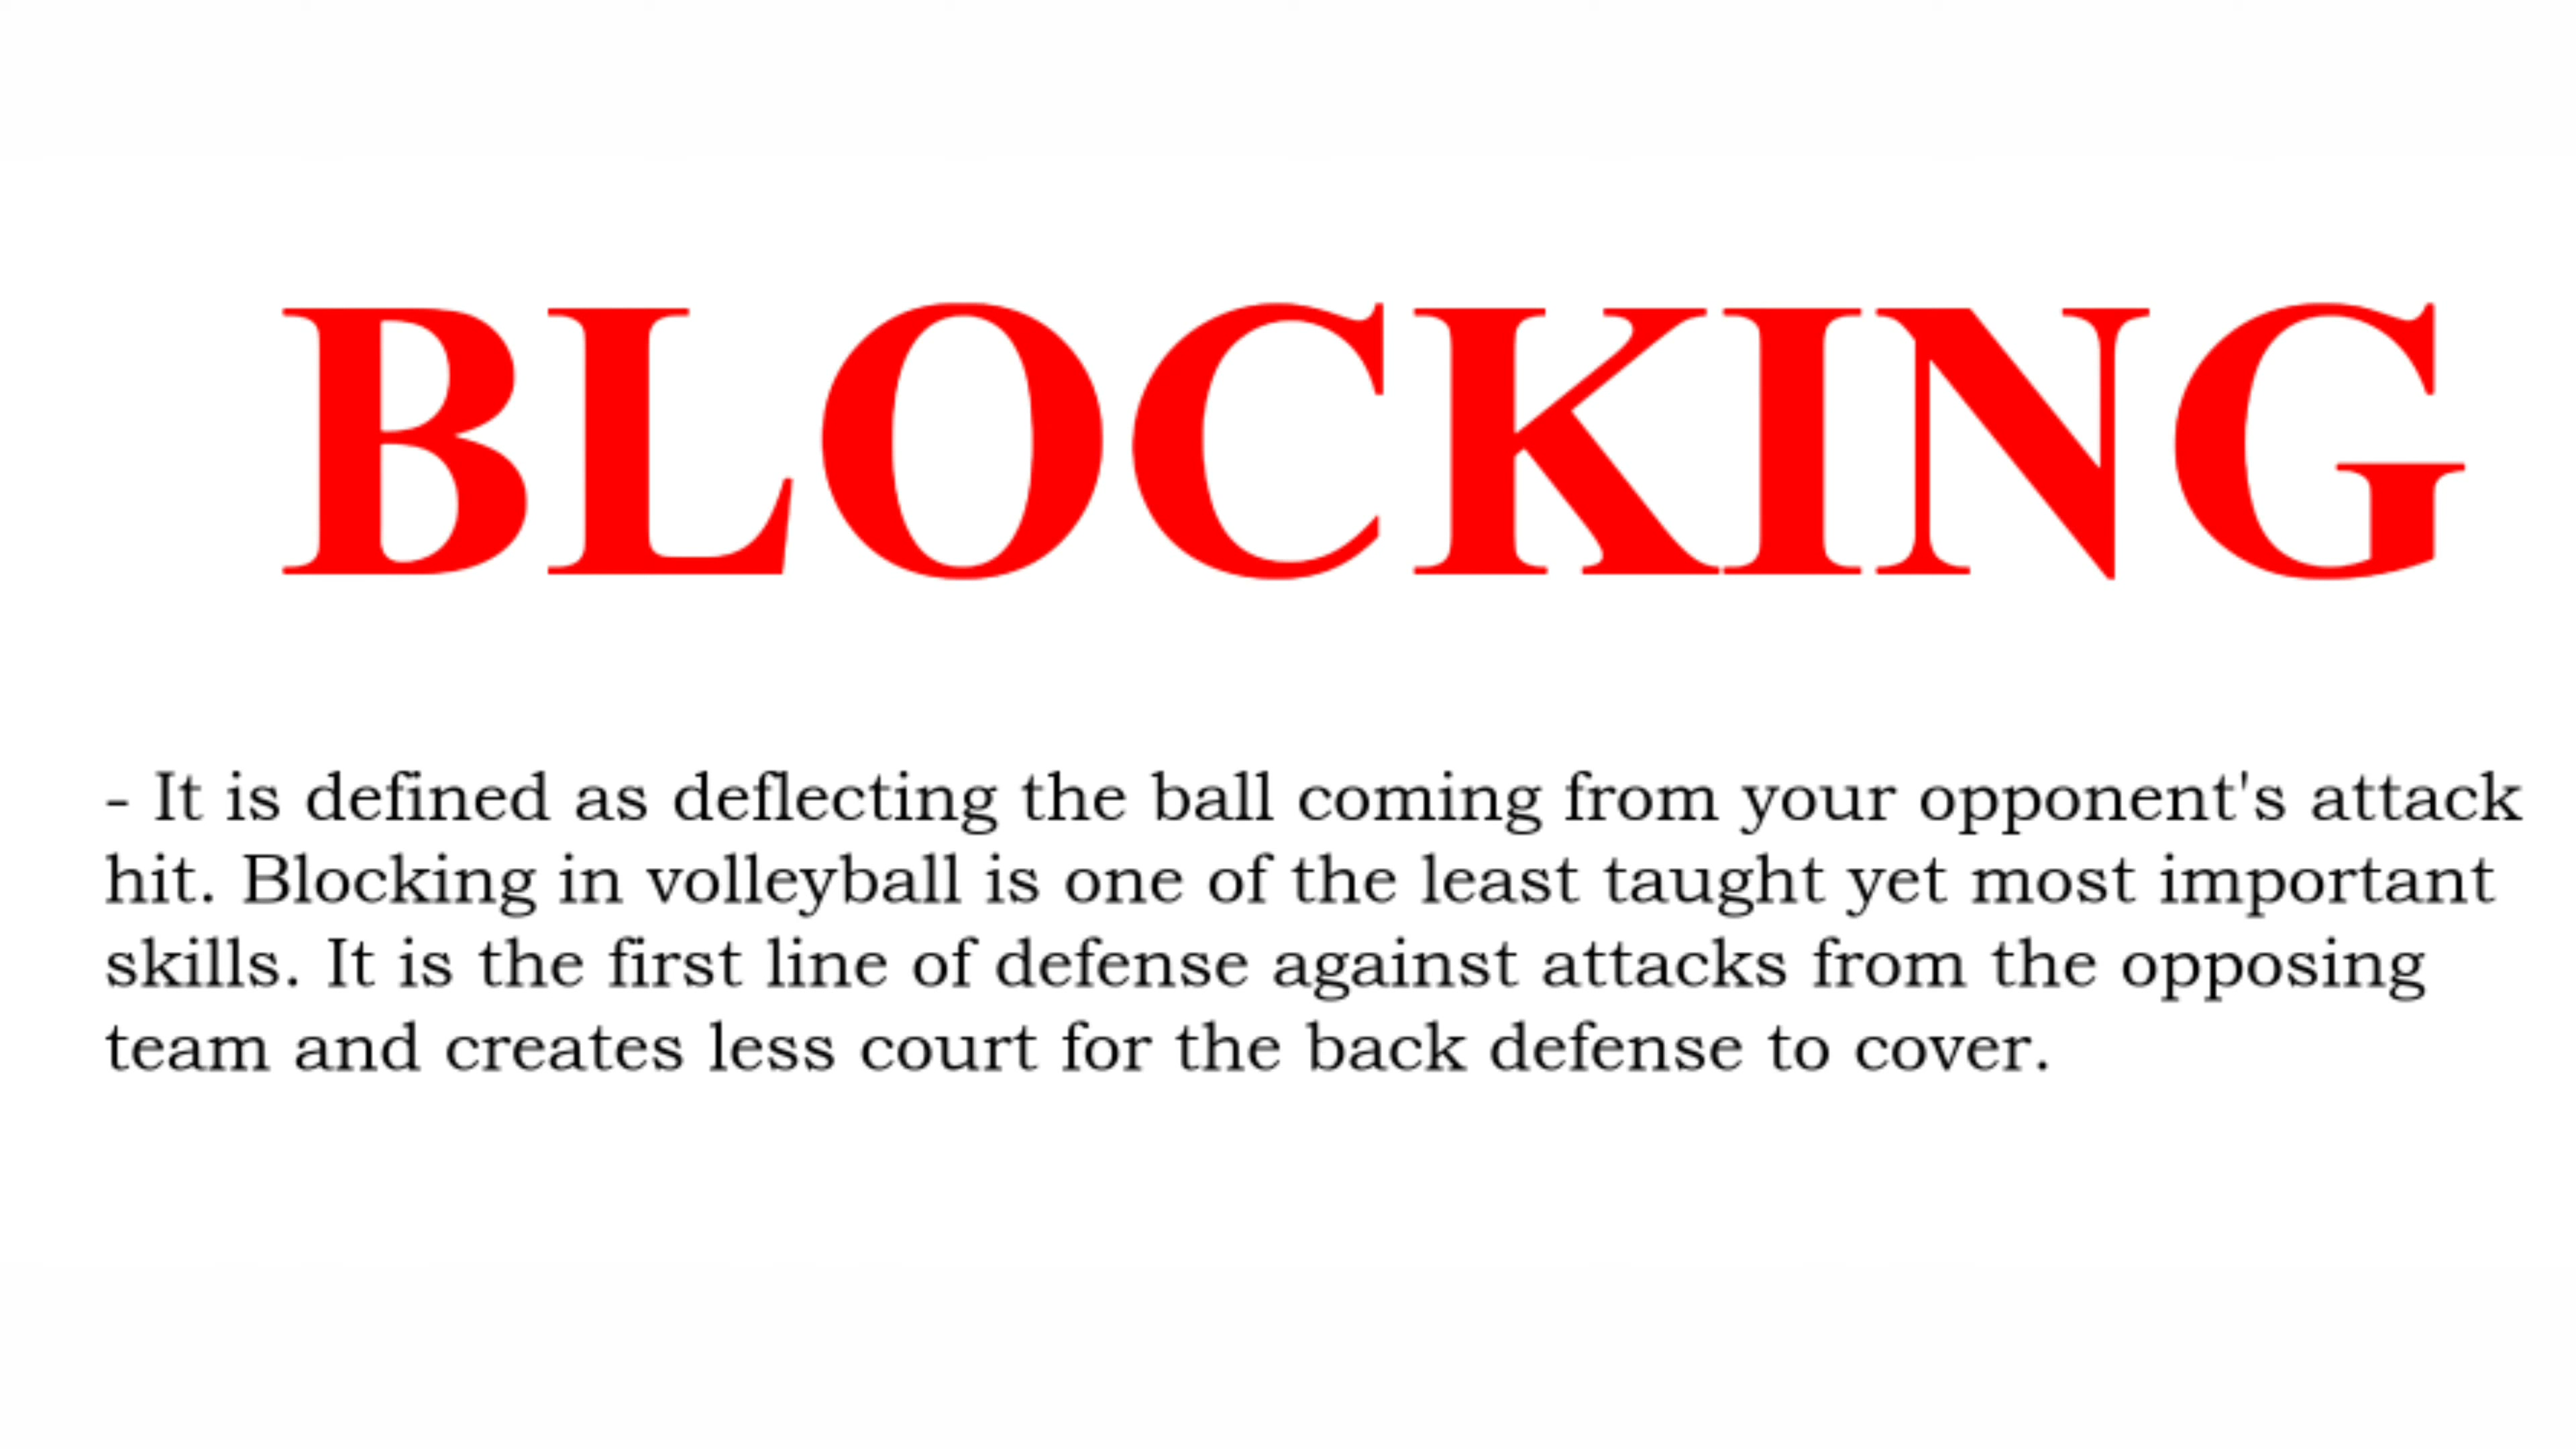 BLOCKING
- It is defined as deflecting the ball coming from your opponent's attack
hit. Blocking in volleyball is one of the least taught yet most important
skills. It is the first line of defense against attacks from the opposing
team and creates less court for the back defense to cover.